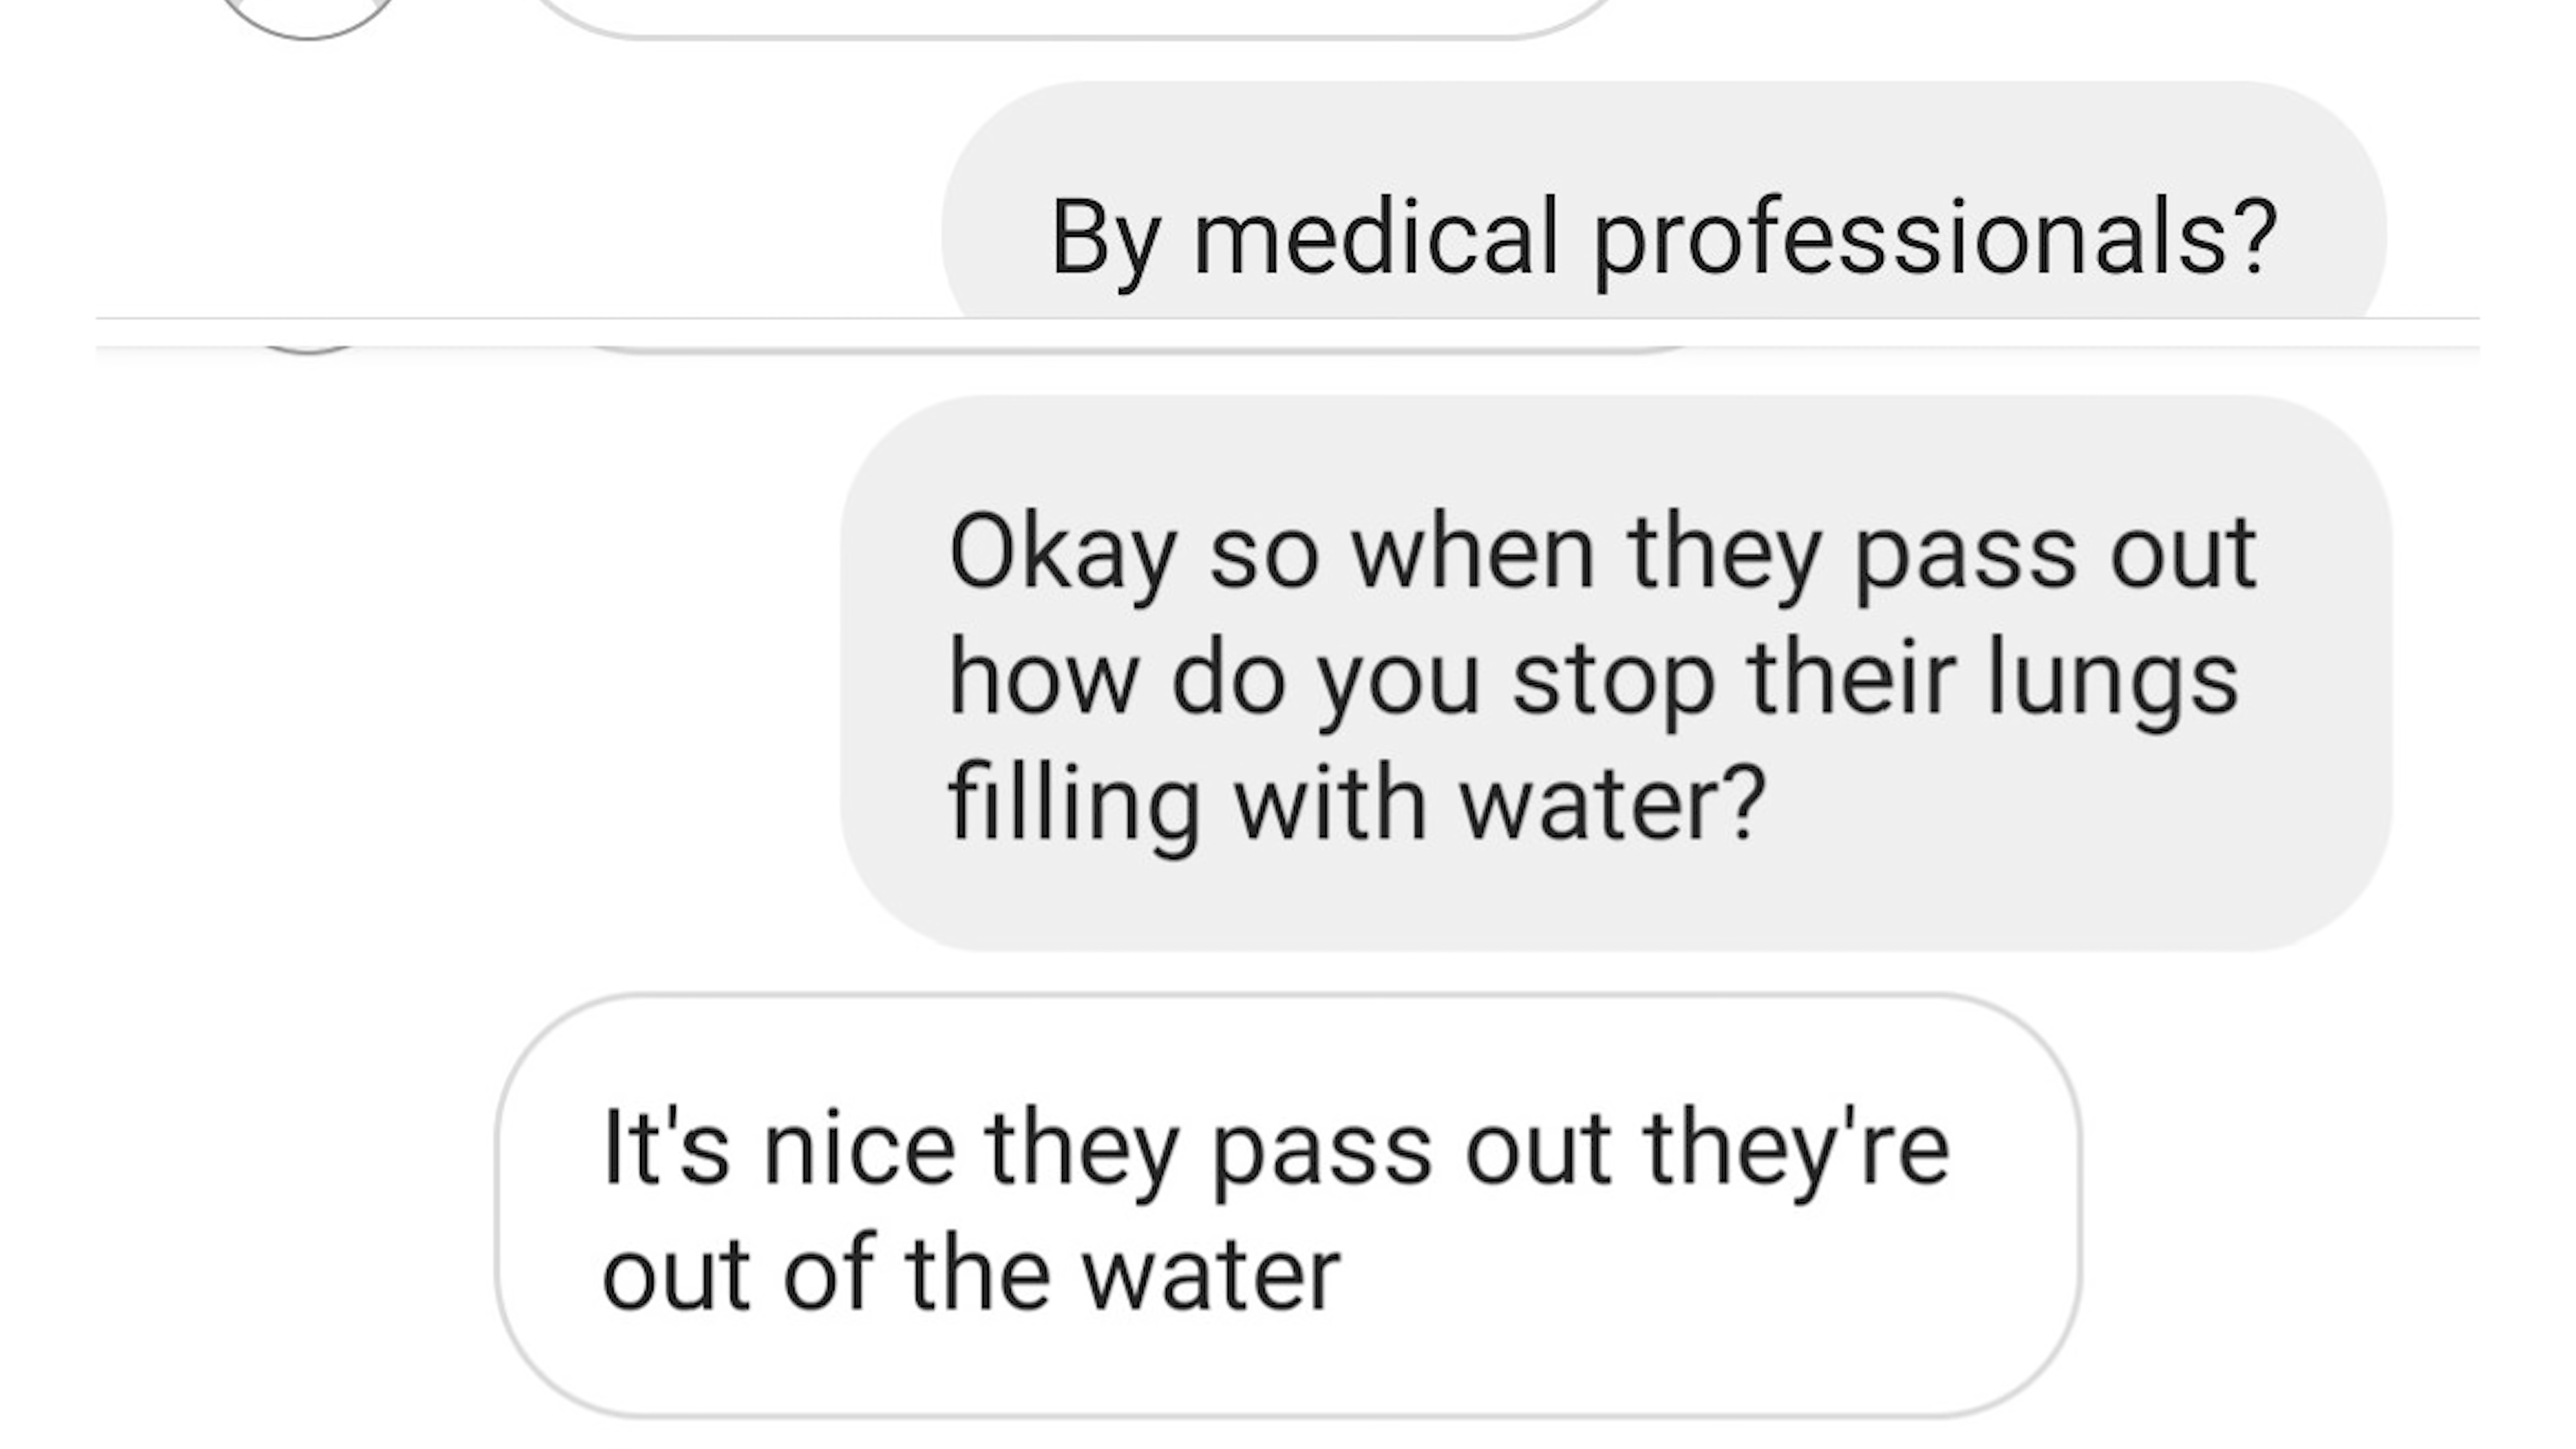 By medical professionals?
Okay so when they pass out
how do you stop their lungs
filling with water?
It's nice they pass out they're
out of the water